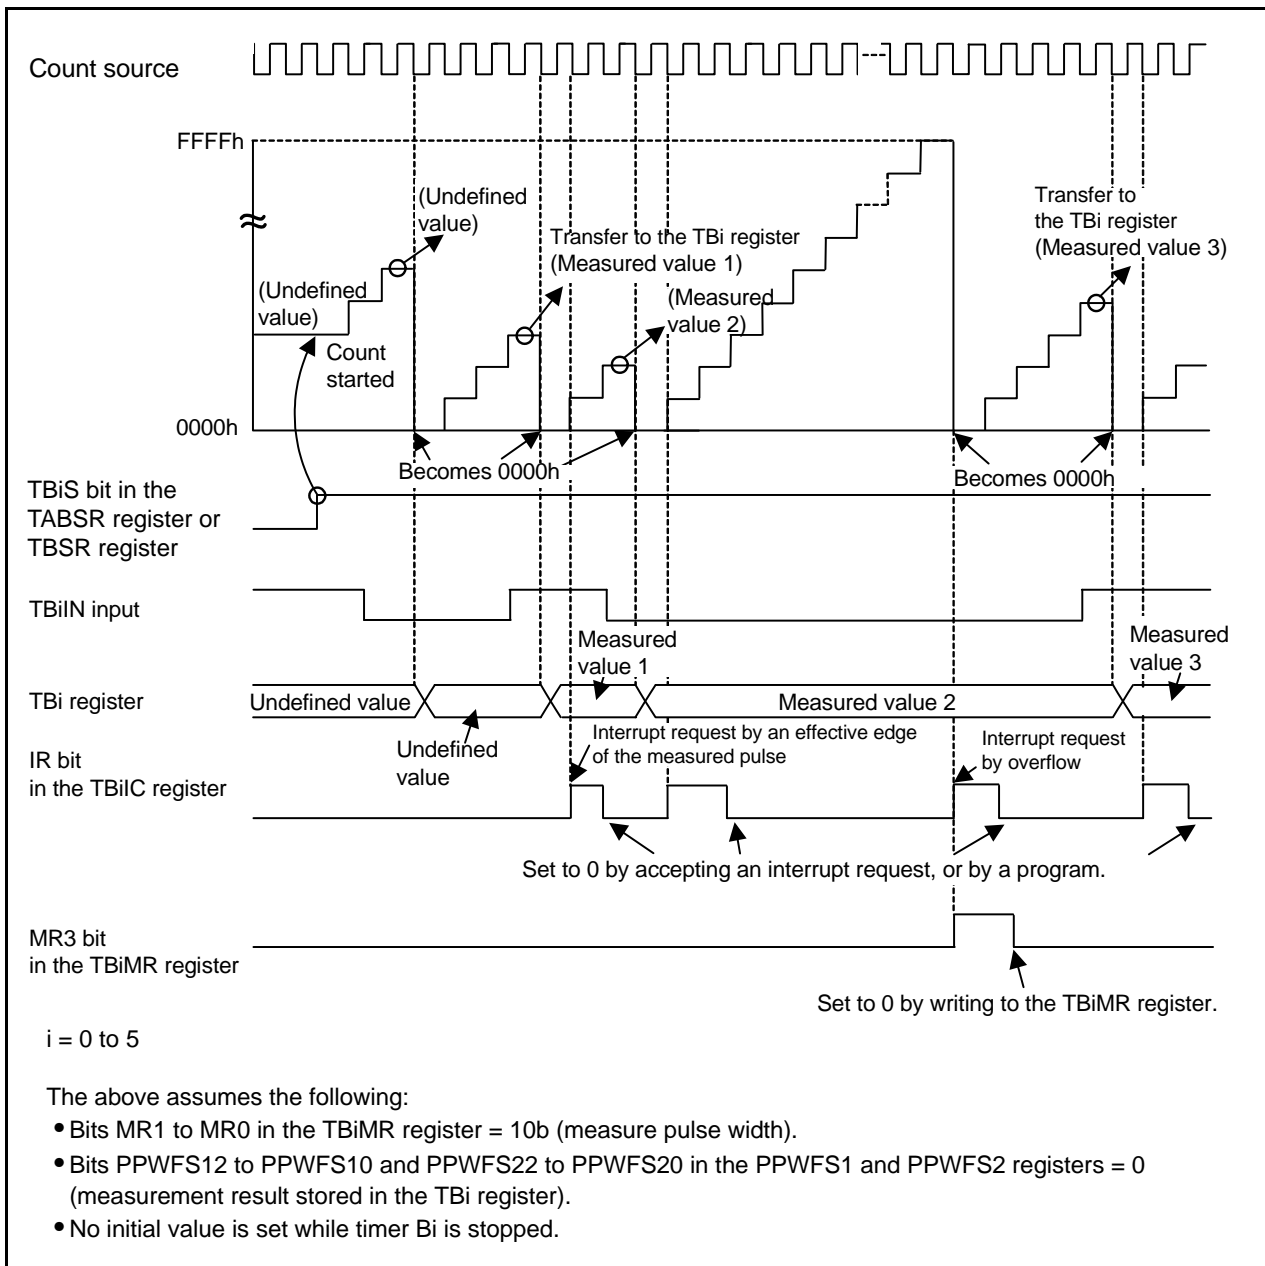 Count source
FFFFh
(Undefined
value)
Transfer to the TBi register
(Measured value 1)
Transfer to
the TBi register
(Measured value 3)
(Undefined
value)
(Measured
value 2)
Count
started
0000h
Becomes 0000h
Becomes 0000h
TBiS bit in the
TABSR register or
TBSR register
TBiIN input
Measured
value 1
Measured
value 3
TBi register
Undefined value
Measured value 2
Undefined
value
Interrupt request by an effective edge
of the measured pulse
Interrupt request
by overflow
IR bit
in the TBiIC register
Set to 0 by accepting an interrupt request, or by a program.
MR3 bit
in the TBiMR register
Set to 0 by writing to the TBiMR register.
i = 0 to 5
The above assumes the following:
• Bits MR1 to MR0 in the TBiMR register = 10b (measure pulse width).
• Bits PPWFS12 to PPWFS10 and PPWFS22 to PPWFS20 in the PPWFS1 and PPWFS2 registers = 0
(measurement result stored in the TBi register).
• No initial value is set while timer Bi is stopped.